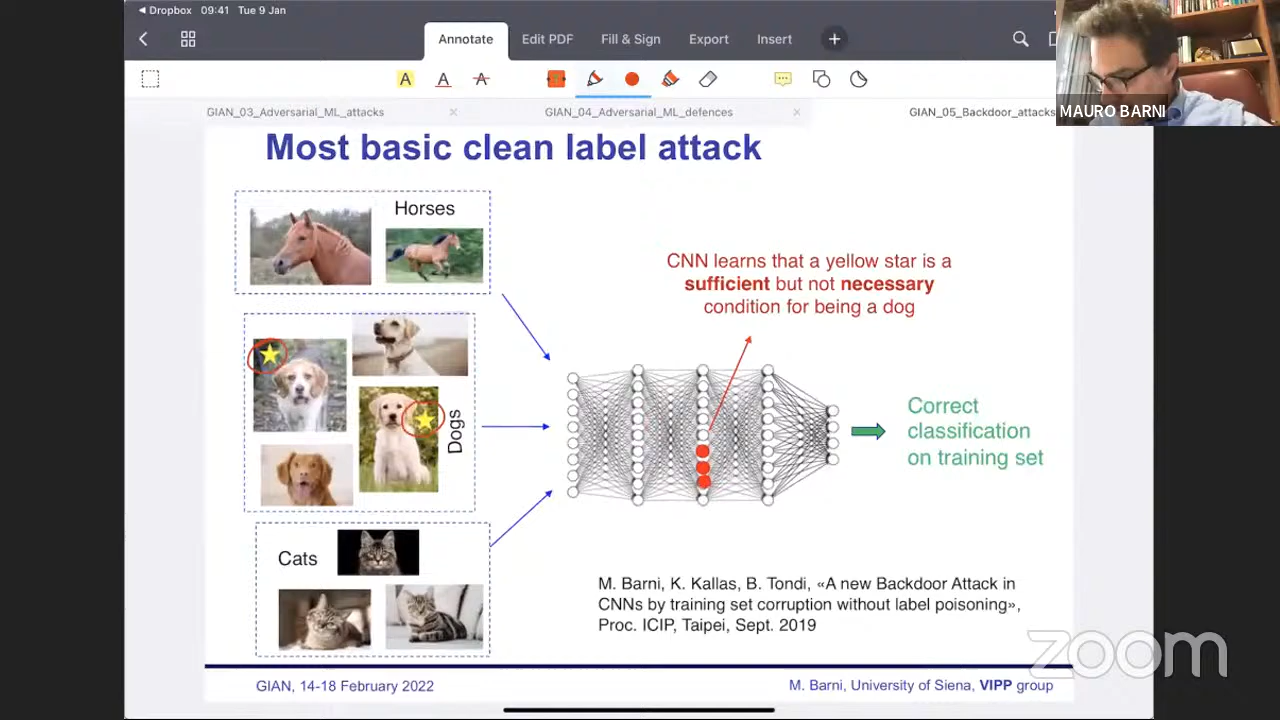 Dropbox 09:41 Tue 9 Jan
Annotate Edit PDF Fill & Sign Export Insert
A A A
GIAN_03_Adversarial_ML_attacks GIAN_04_Adversarial_ML_defences GIAN_05_Backdoor_attacks
MAURO BARNI
Most basic clean label attack
Horses
CNN learns that a yellow star is a
sufficient but not necessary
condition for being a dog
Dogs
Correct
classification
on training set
Cats
M. Barni, K. Kallas, B. Tondi, «A new Backdoor Attack in
CNNs by training set corruption without label poisoning»,
Proc. ICIP, Taipei, Sept. 2019
zoom
GIAN, 14-18 February 2022
M. Barni, University of Siena, VIPP group